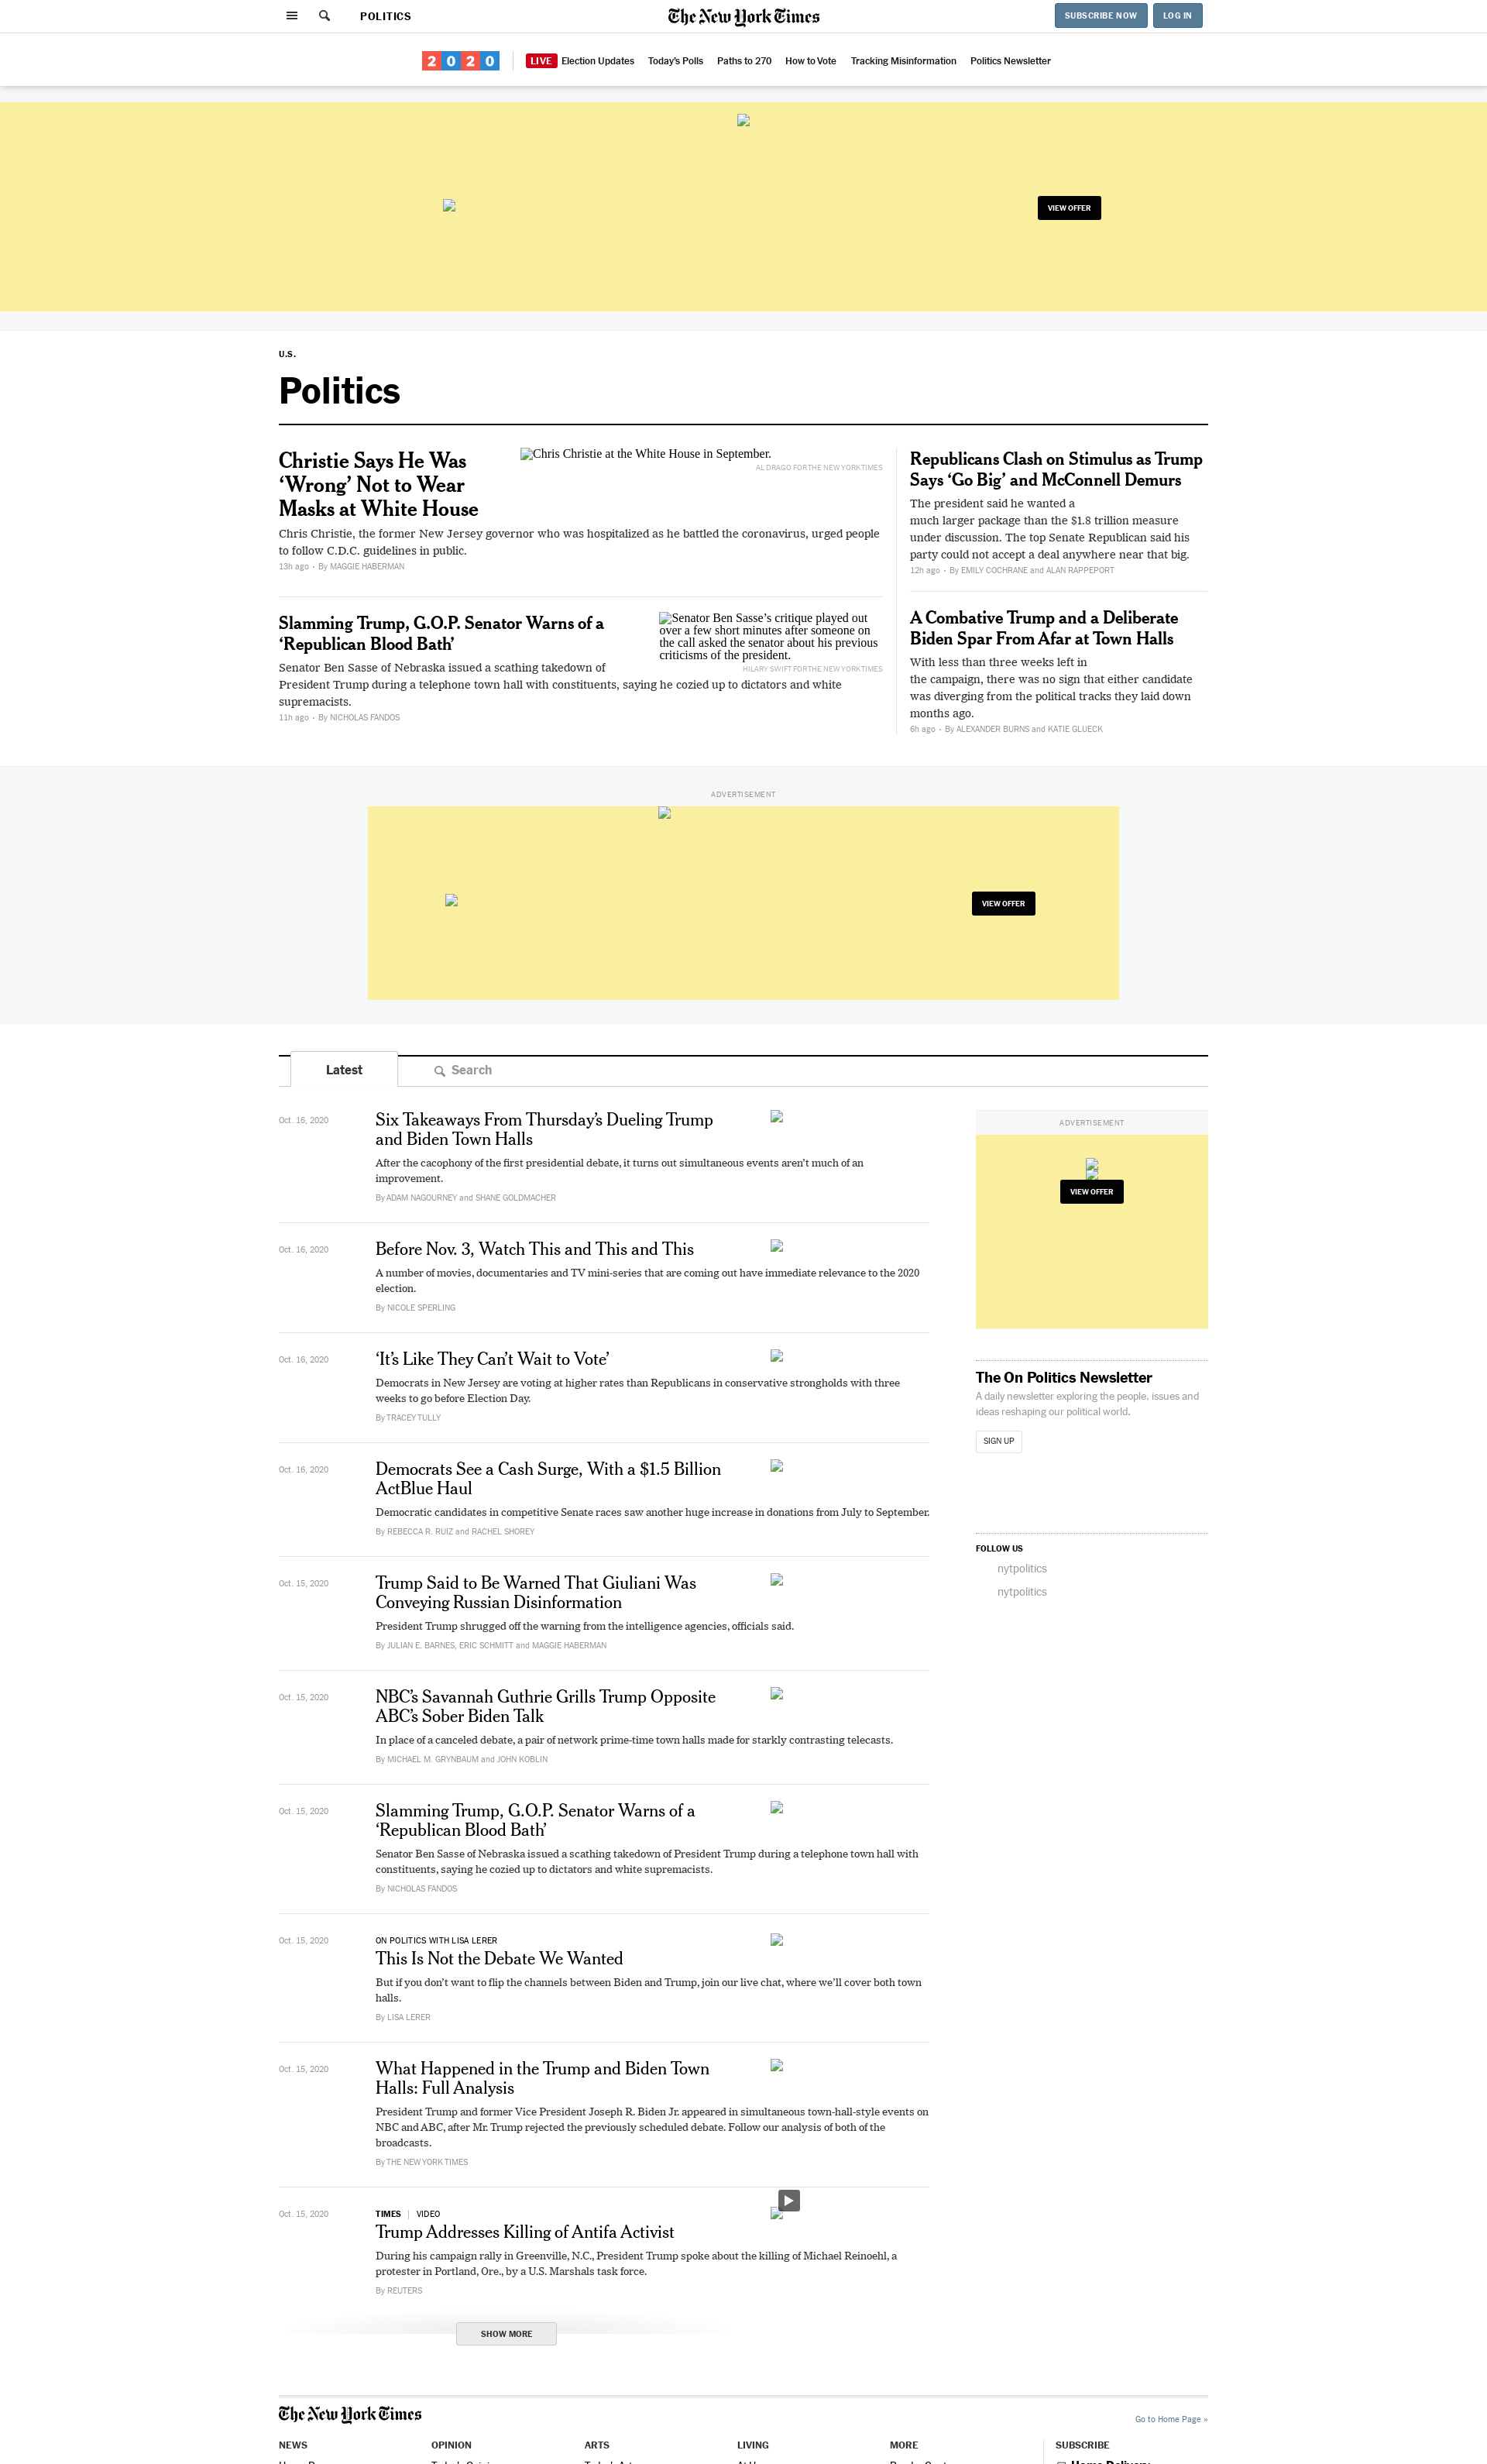 POLITICS
The New York Times
SUBSCRIBE NOW
LOG IN
2020
LIVE Election Updates
Today's Polls
Paths to 270
How to Vote
Tracking Misinformation
Politics Newsletter
VIEW OFFER
U.S.
Politics
Christie Says He Was
‘Wrong’ Not to Wear
Masks at White House
Chris Christie at the White House in September.
AL DRAGO FOR THE NEW YORK TIMES
Chris Christie, the former New Jersey governor who was hospitalized as he battled the coronavirus, urged people
to follow C.D.C. guidelines in public.
13h ago • By MAGGIE HABERMAN
Slamming Trump, G.O.P. Senator Warns of a
‘Republican Blood Bath’
Senator Ben Sasse’s critique played out
over a few short minutes after someone on
the call asked the senator about his previous
criticisms of the president.
HILARY SWIFT FOR THE NEW YORK TIMES
Senator Ben Sasse of Nebraska issued a scathing takedown of
President Trump during a telephone town hall with constituents, saying he cozied up to dictators and white
supremacists.
11h ago • By NICHOLAS FANDOS
Republicans Clash on Stimulus as Trump
Says ‘Go Big’ and McConnell Demurs
The president said he wanted a
much larger package than the $1.8 trillion measure
under discussion. The top Senate Republican said his
party could not accept a deal anywhere near that big.
12h ago • By EMILY COCHRANE and ALAN RAPPEPORT
A Combative Trump and a Deliberate
Biden Spar From Afar at Town Halls
With less than three weeks left in
the campaign, there was no sign that either candidate
was diverging from the political tracks they laid down
months ago.
6h ago • By ALEXANDER BURNS and KATIE GLUECK
ADVERTISEMENT
VIEW OFFER
Latest
Search
Oct. 16, 2020
Six Takeaways From Thursday’s Dueling Trump
and Biden Town Halls
After the cacophony of the first presidential debate, it turns out simultaneous events aren’t much of an
improvement.
By ADAM NAGOURNEY and SHANE GOLDMACHER
Oct. 16, 2020
Before Nov. 3, Watch This and This and This
A number of movies, documentaries and TV mini-series that are coming out have immediate relevance to the 2020
election.
By NICOLE SPERLING
Oct. 16, 2020
‘It’s Like They Can’t Wait to Vote’
Democrats in New Jersey are voting at higher rates than Republicans in conservative strongholds with three
weeks to go before Election Day.
By TRACEY TULLY
Oct. 16, 2020
Democrats See a Cash Surge, With a $1.5 Billion
ActBlue Haul
Democratic candidates in competitive Senate races saw another huge increase in donations from July to September.
By REBECCA R. RUIZ and RACHEL SHOREY
Oct. 15, 2020
Trump Said to Be Warned That Giuliani Was
Conveying Russian Disinformation
President Trump shrugged off the warning from the intelligence agencies, officials said.
By JULIAN E. BARNES, ERIC SCHMITT and MAGGIE HABERMAN
Oct. 15, 2020
NBC’s Savannah Guthrie Grills Trump Opposite
ABC’s Sober Biden Talk
In place of a canceled debate, a pair of network prime-time town halls made for starkly contrasting telecasts.
By MICHAEL M. GRYNBAUM and JOHN KOBLIN
Oct. 15, 2020
Slamming Trump, G.O.P. Senator Warns of a
‘Republican Blood Bath’
Senator Ben Sasse of Nebraska issued a scathing takedown of President Trump during a telephone town hall with
constituents, saying he cozied up to dictators and white supremacists.
By NICHOLAS FANDOS
Oct. 15, 2020
ON POLITICS WITH LISA LERER
This Is Not the Debate We Wanted
But if you don’t want to flip the channels between Biden and Trump, join our live chat, where we’ll cover both town
halls.
By LISA LERER
Oct. 15, 2020
What Happened in the Trump and Biden Town
Halls: Full Analysis
President Trump and former Vice President Joseph R. Biden Jr. appeared in simultaneous town-hall-style events on
NBC and ABC, after Mr. Trump rejected the previously scheduled debate. Follow our analysis of both of the
broadcasts.
By THE NEW YORK TIMES
Oct. 15, 2020
TIMES | VIDEO
Trump Addresses Killing of Antifa Activist
During his campaign rally in Greenville, N.C., President Trump spoke about the killing of Michael Reinoehl, a
protester in Portland, Ore., by a U.S. Marshals task force.
By REUTERS
SHOW MORE
ADVERTISEMENT
VIEW OFFER
The On Politics Newsletter
A daily newsletter exploring the people, issues and
ideas reshaping our political world.
SIGN UP
FOLLOW US
nytpolitics
nytpolitics
The New York Times
Go to Home Page »
NEWS
OPINION
ARTS
LIVING
MORE
SUBSCRIBE